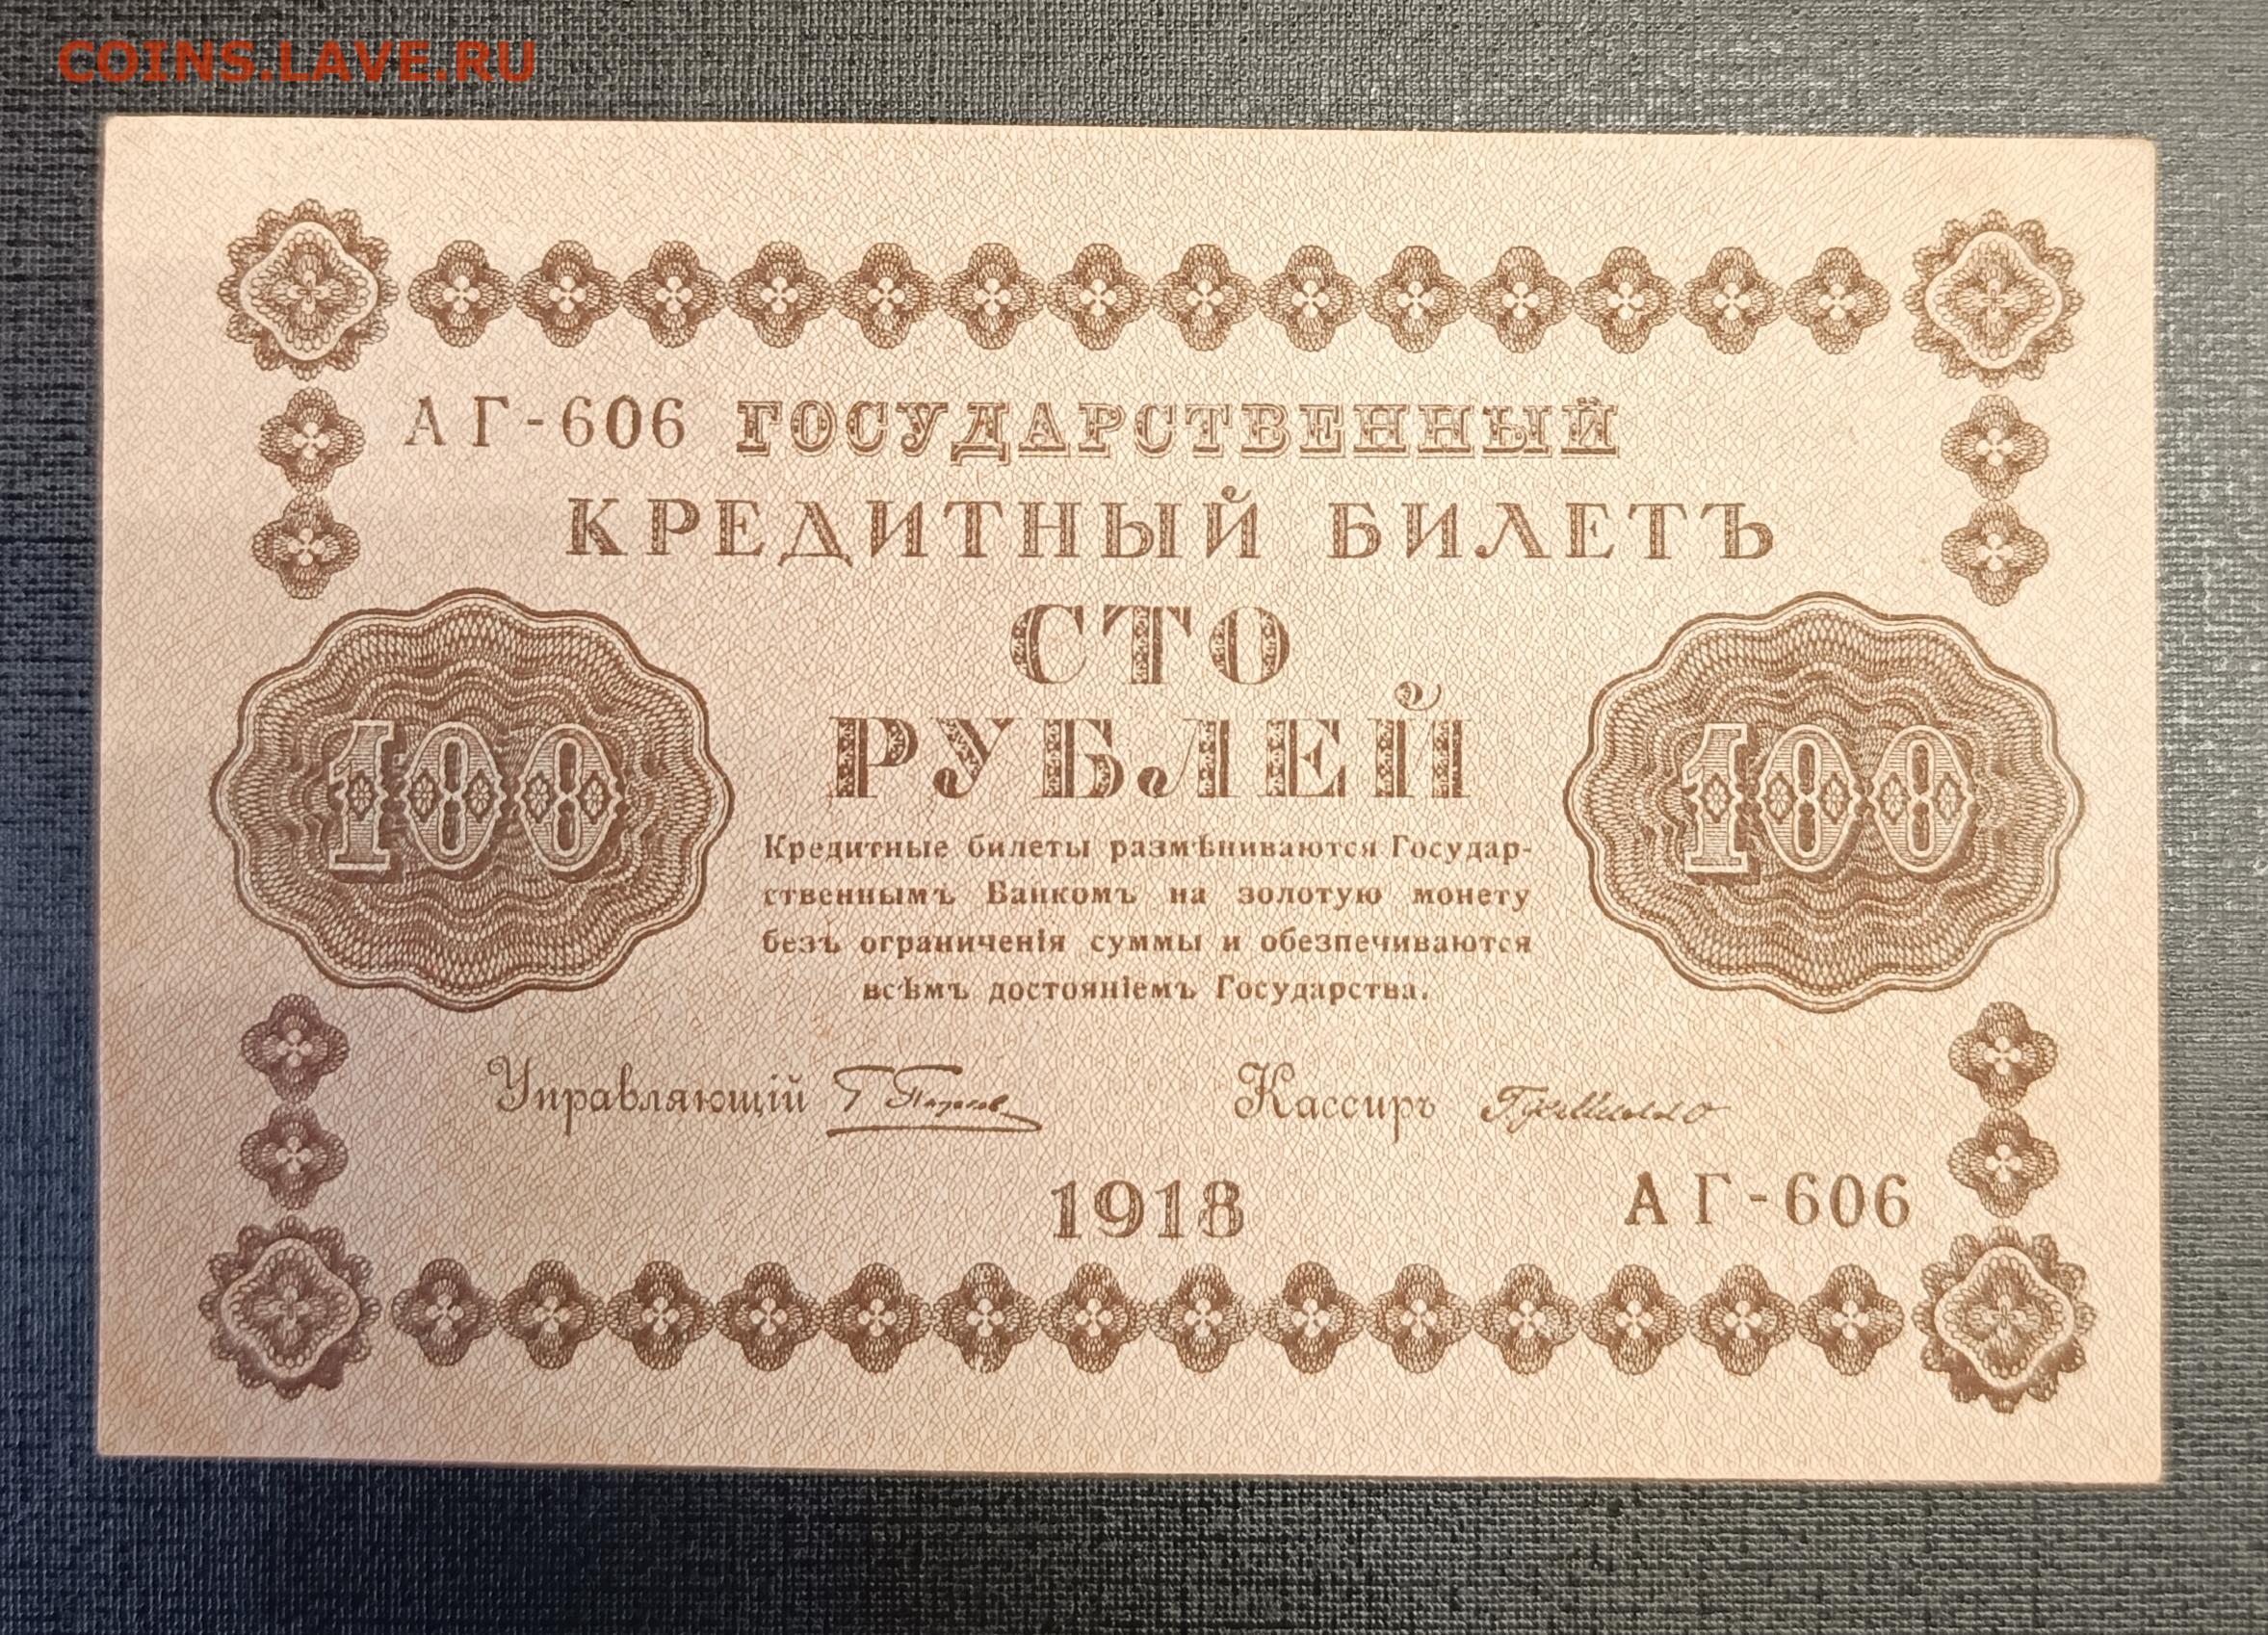 COINS.LAVE.RU
АГ-606 ГОСУДАРСТВЕННЫЙ
КРЕДИТНЫЙ БИЛЕТЪ
СТО
РУБЛЕЙ
100
100
Кредитные билеты размѣниваются Государ-
ственнымъ Банкомъ на золотую монету
безъ ограниченія суммы и обезпечиваются
всѣмъ достояніемъ Государства.
Управляющій Г. Пятаков
Кассиръ
1918
АГ-606